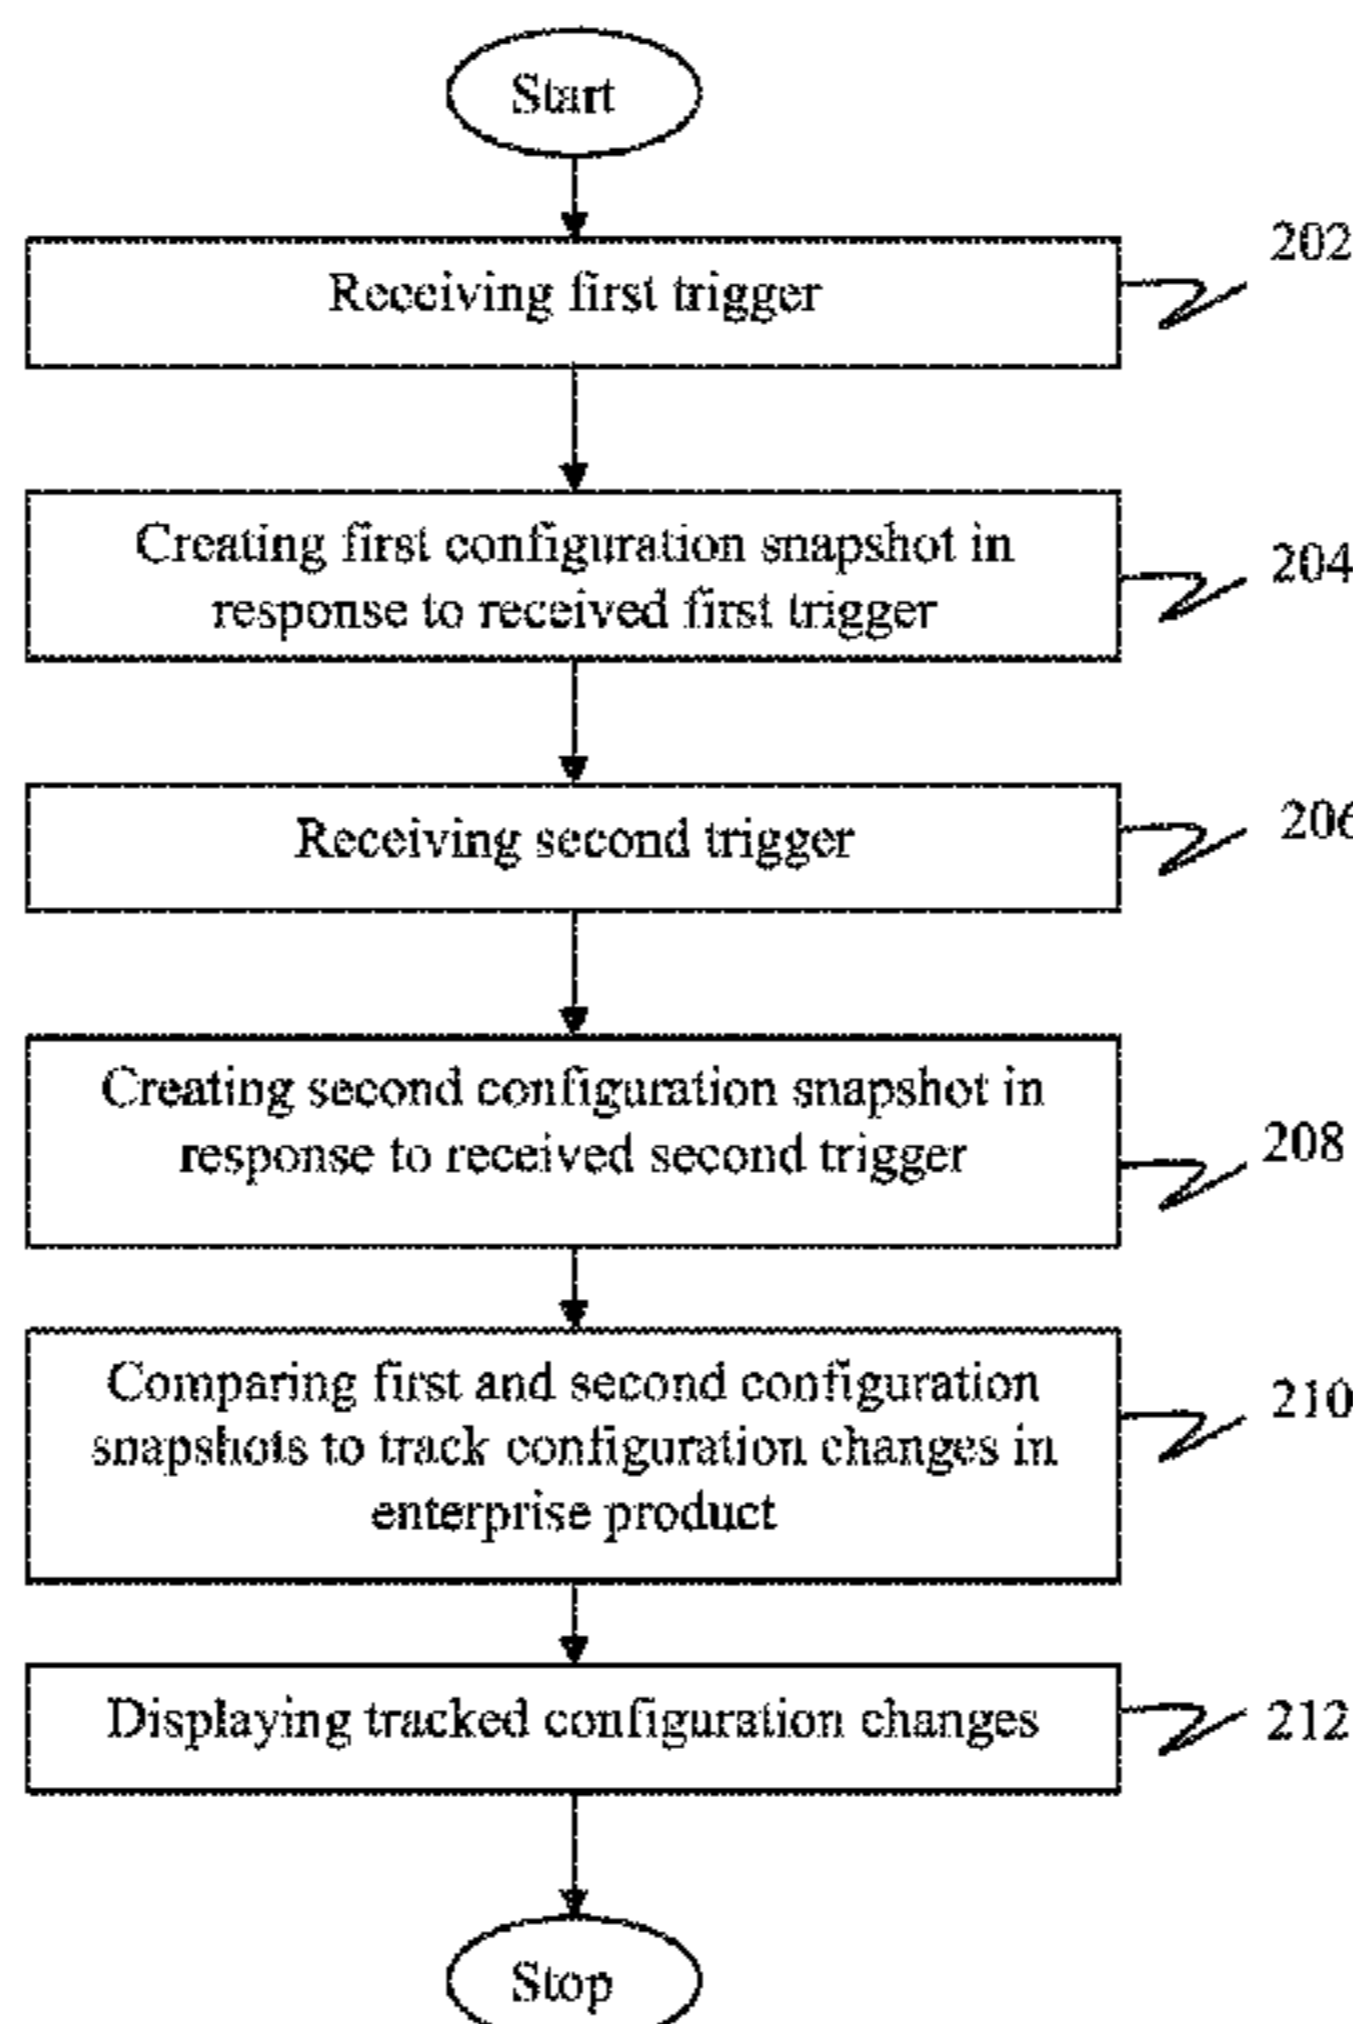 Start
Receiving first trigger
202
Creating first configuration snapshot in
response to received first trigger
204
Receiving second trigger
206
Creating second configuration snapshot in
response to received second trigger
208
Comparing first and second configuration
snapshots to track configuration changes in
enterprise product
210
Displaying tracked configuration changes
212
Stop